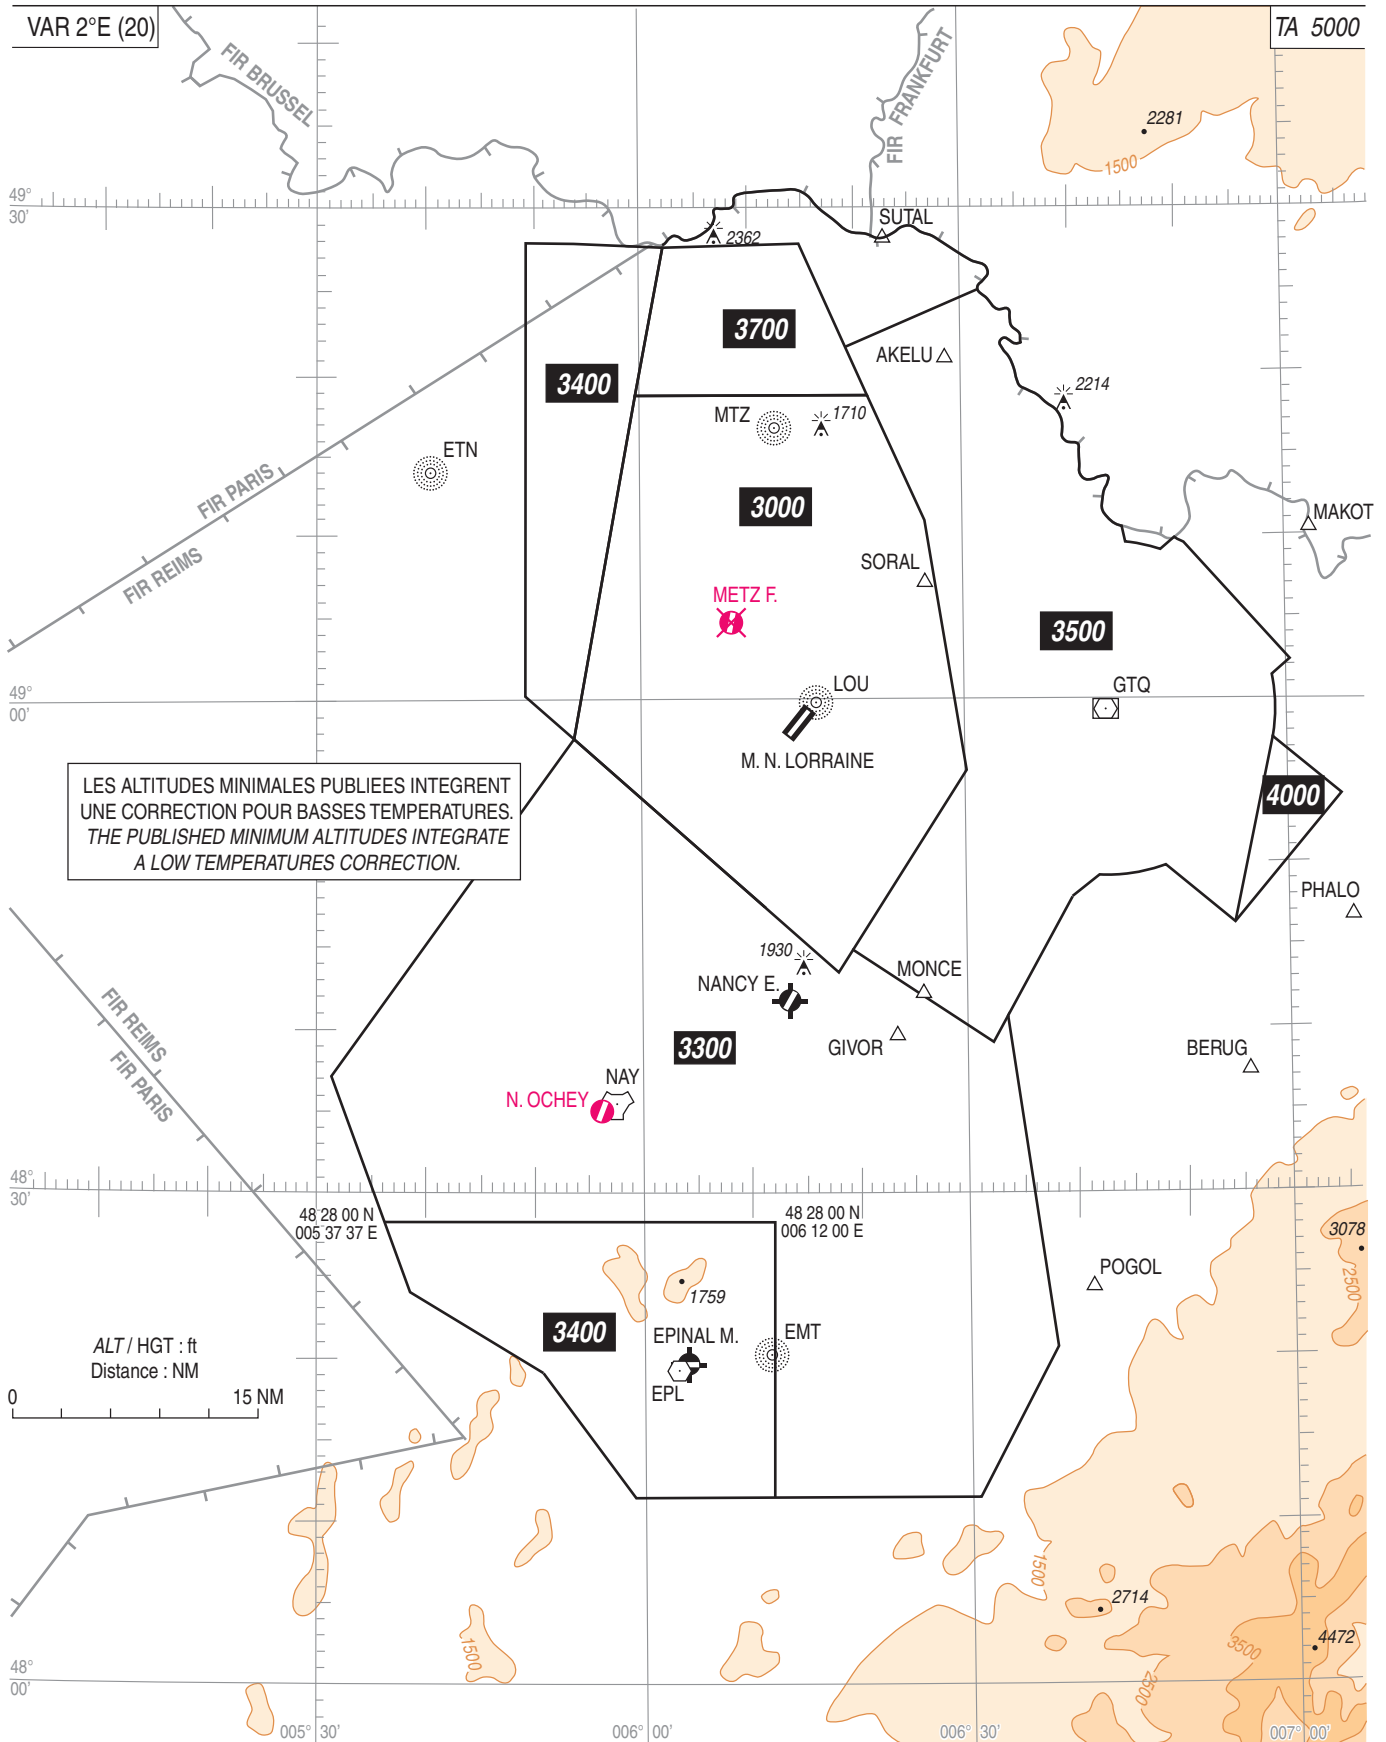 VAR 2°E (20)
TA 5000
FIR BRUSSEL
FIR FRANKFURT
2281
1500
49°
30'
SUTAL
2362
3700
3400
AKELU
2214
MTZ
1710
ETN
FIR PARIS
FIR REIMS
3000
MAKOT
SORAL
METZ F.
3500
LOU
GTQ
49°
00'
M. N. LORRAINE
LES ALTITUDES MINIMALES PUBLIEES INTEGRENT
UNE CORRECTION POUR BASSES TEMPERATURES.
THE PUBLISHED MINIMUM ALTITUDES INTEGRATE
A LOW TEMPERATURES CORRECTION.
4000
PHALO
1930
MONCE
NANCY E.
FIR REIMS
FIR PARIS
3300
GIVOR
BERUG
NAY
N. OCHEY
48°
30'
48 28 00 N
005 37 37 E
48 28 00 N
006 12 00 E
3078
2500
POGOL
1759
3400
EPINAL M.
EMT
EPL
ALT / HGT : ft
Distance : NM
0
15 NM
1500
2714
1500
3500
4472
2500
48°
00'
005° 30'
006° 00'
006° 30'
007° 00'